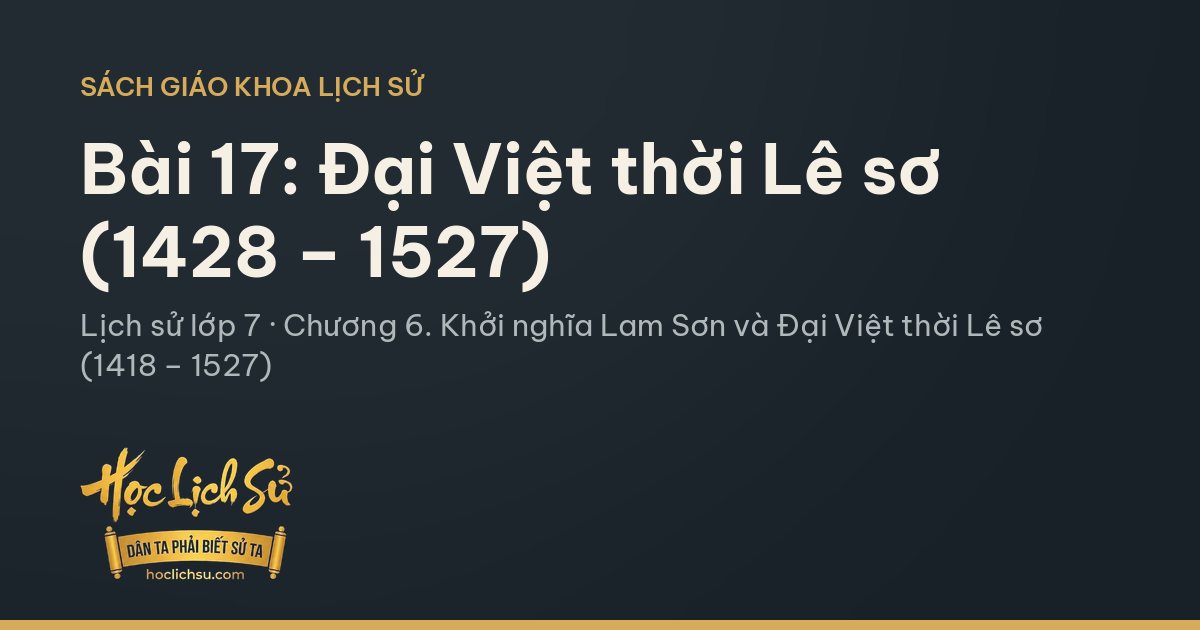 SÁCH GIÁO KHOA LỊCH SỬ
Bài 17: Đại Việt thời Lê sơ
(1428 – 1527)
Lịch sử lớp 7 · Chương 6. Khởi nghĩa Lam Sơn và Đại Việt thời Lê sơ
(1418 – 1527)
Học Lịch Sử
DÂN TA PHẢI BIẾT SỬ TA
hoclichsu.com